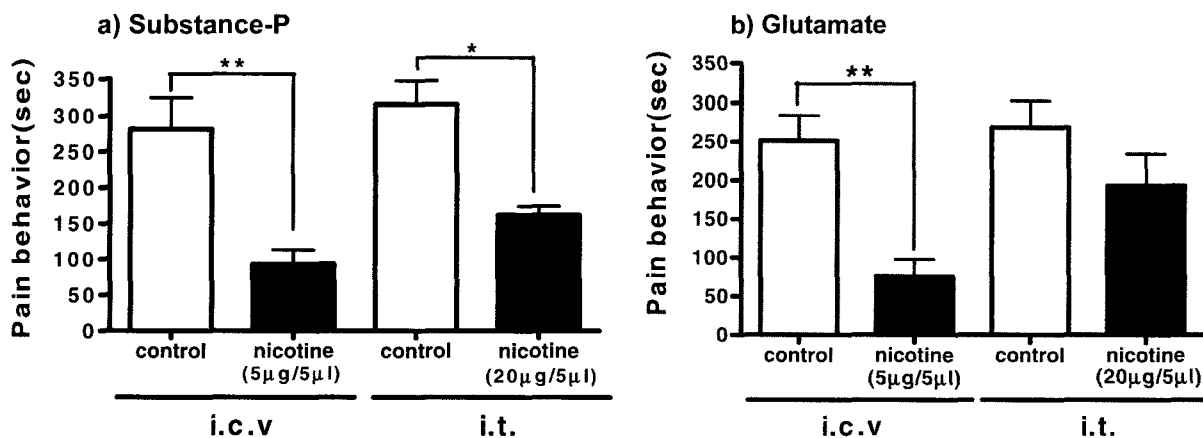 a) Substance-P
Pain behavior(sec)
350
300
250
200
150
100
50
0
**
*
control
nicotine
(5μg/5μl)
control
nicotine
(20μg/5μl)
i.c.v
i.t.
b) Glutamate
Pain behavior(sec)
350
300
250
200
150
100
50
0
**
control
nicotine
(5μg/5μl)
control
nicotine
(20μg/5μl)
i.c.v
i.t.